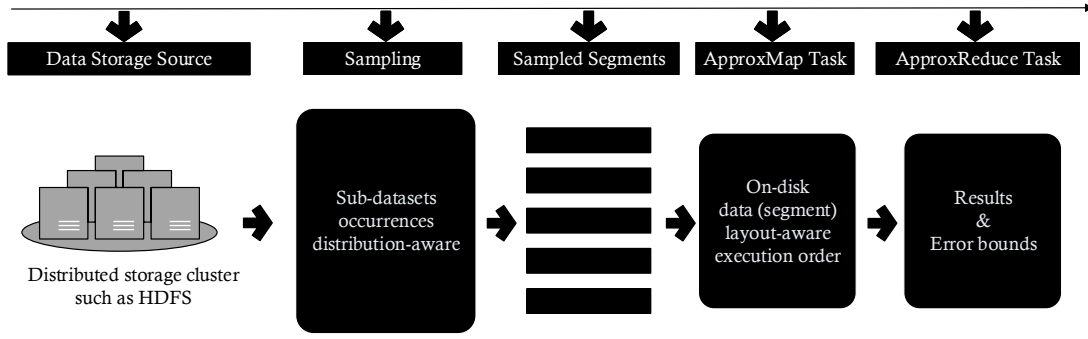 Data Storage Source
Sampling
Sampled Segments
ApproxMap Task
ApproxReduce Task
Distributed storage cluster
such as HDFS
Sub-datasets
occurrences
distribution-aware
On-disk
data (segment)
layout-aware
execution order
Results
&
Error bounds